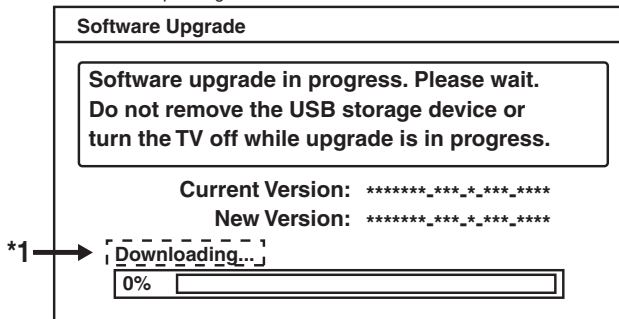 Software Upgrade
Software upgrade in progress. Please wait.
Do not remove the USB storage device or
turn the TV off while upgrade is in progress.
Current Version: *******-***-*-***-****
New Version: *******-***-*-***-****
*1
Downloading...
0%